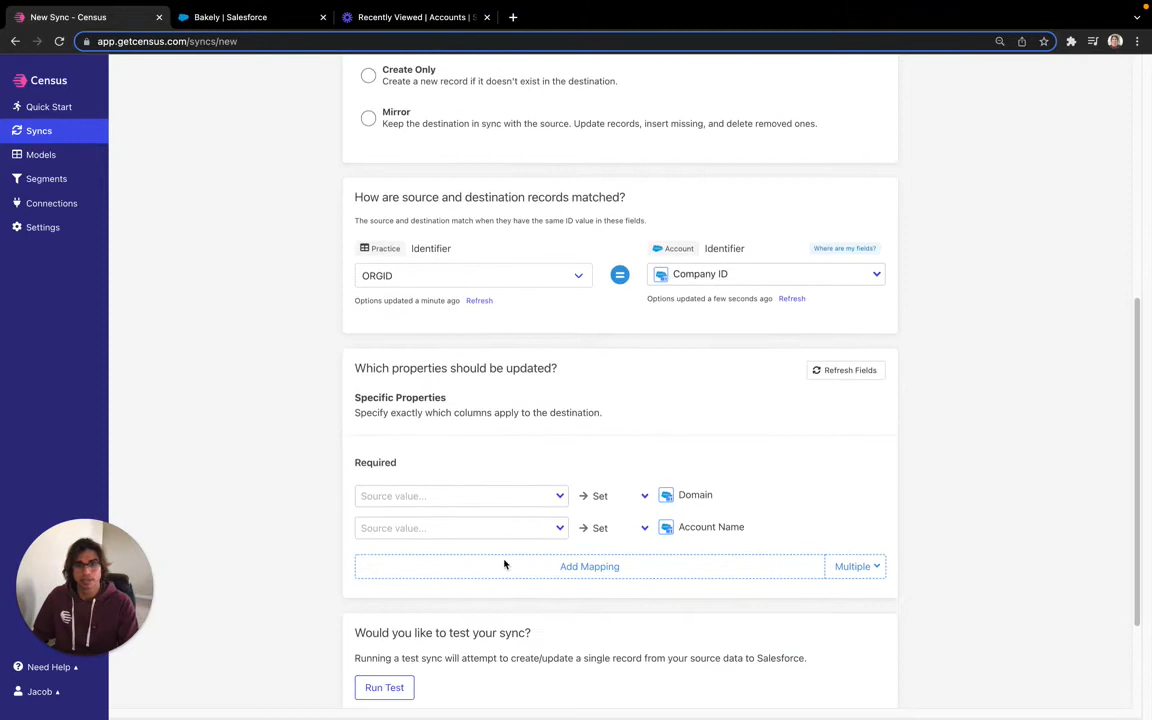 New Sync - Census
Bakely | Salesforce
Recently Viewed | Accounts |
app.getcensus.com/syncs/new
Census
Quick Start
Syncs
Models
Segments
Connections
Settings
Need Help
Jacob
Create Only
Create a new record if it doesn't exist in the destination.
Mirror
Keep the destination in sync with the source. Update records, insert missing, and delete removed ones.
How are source and destination records matched?
The source and destination match when they have the same ID value in these fields.
Practice Identifier
Account Identifier
Where are my fields?
ORGID
=
Company ID
Options updated a minute ago Refresh
Options updated a few seconds ago Refresh
Which properties should be updated?
Refresh Fields
Specific Properties
Specify exactly which columns apply to the destination.
Required
Source value... → Set Domain
Source value... → Set Account Name
Add Mapping
Multiple
Would you like to test your sync?
Running a test sync will attempt to create/update a single record from your source data to Salesforce.
Run Test